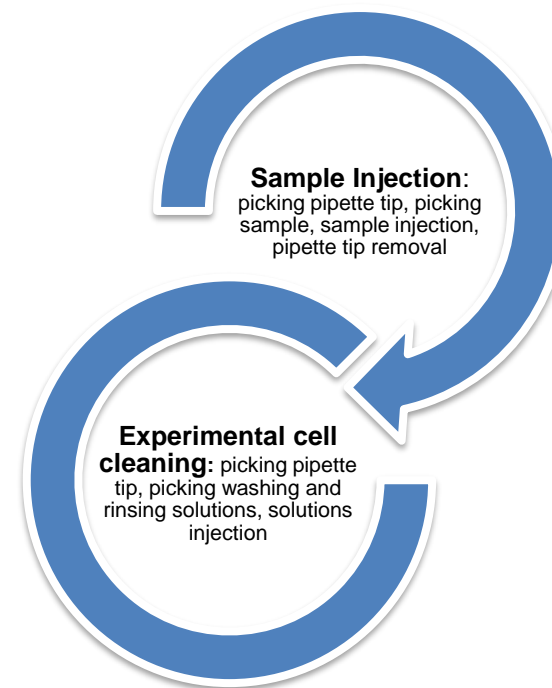 Sample Injection:
picking pipette tip, picking
sample, sample injection,
pipette tip removal
Experimental cell
cleaning: picking pipette
tip, picking washing and
rinsing solutions, solutions
injection